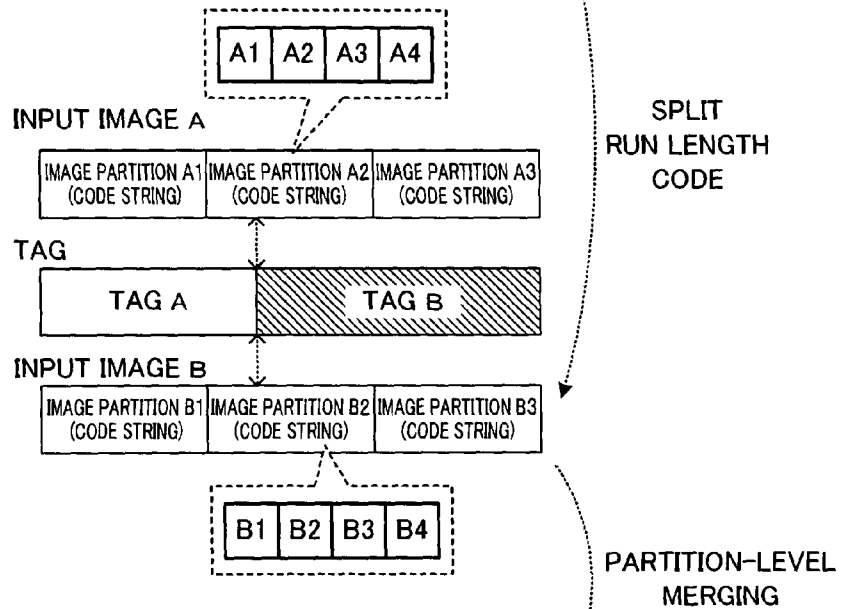 A1 A2 A3 A4
INPUT IMAGE A
IMAGE PARTITION A1 IMAGE PARTITION A2 IMAGE PARTITION A3
(CODE STRING) (CODE STRING) (CODE STRING)
SPLIT
RUN LENGTH
CODE
TAG
TAG A TAG B
INPUT IMAGE B
IMAGE PARTITION B1 IMAGE PARTITION B2 IMAGE PARTITION B3
(CODE STRING) (CODE STRING) (CODE STRING)
B1 B2 B3 B4
PARTITION-LEVEL
MERGING